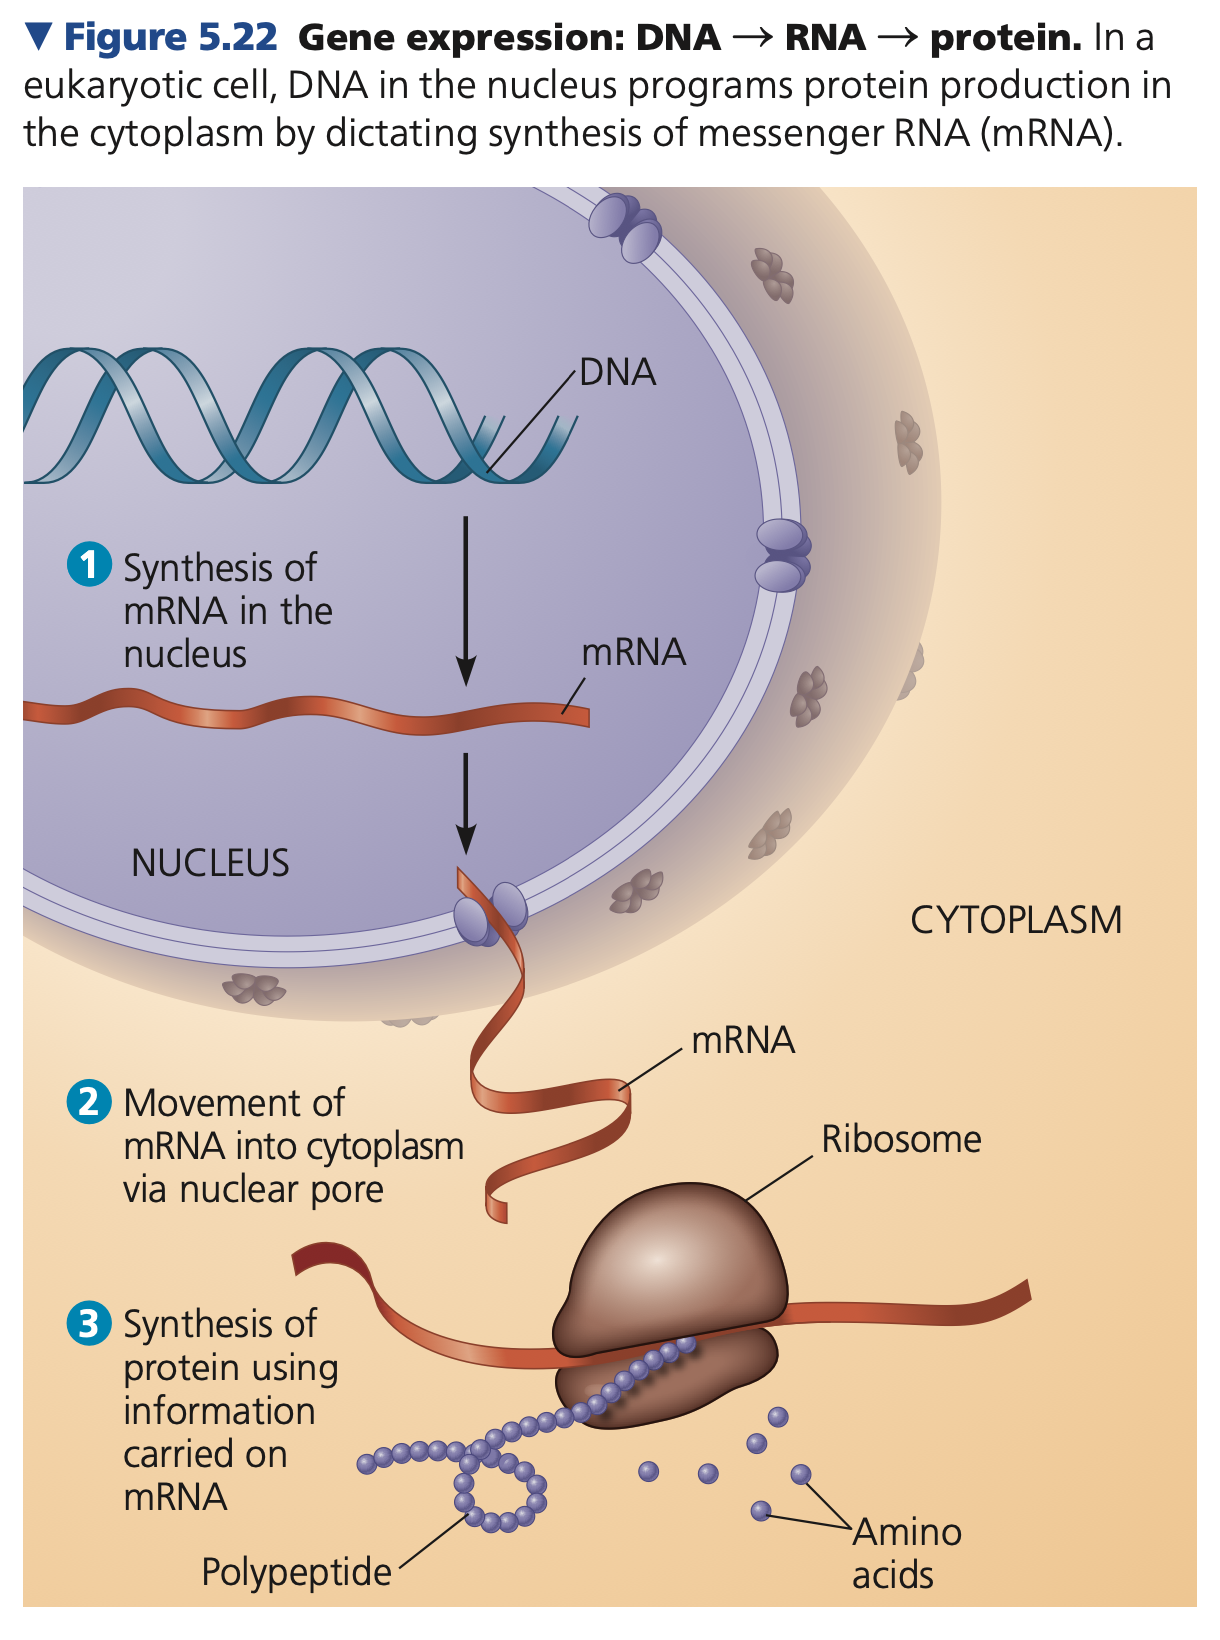 ▼ Figure 5.22 Gene expression: DNA → RNA → protein. In a
eukaryotic cell, DNA in the nucleus programs protein production in
the cytoplasm by dictating synthesis of messenger RNA (mRNA).
DNA
1 Synthesis of
mRNA in the
nucleus
mRNA
NUCLEUS
CYTOPLASM
mRNA
2 Movement of
mRNA into cytoplasm
via nuclear pore
Ribosome
3 Synthesis of
protein using
information
carried on
mRNA
Polypeptide
Amino
acids